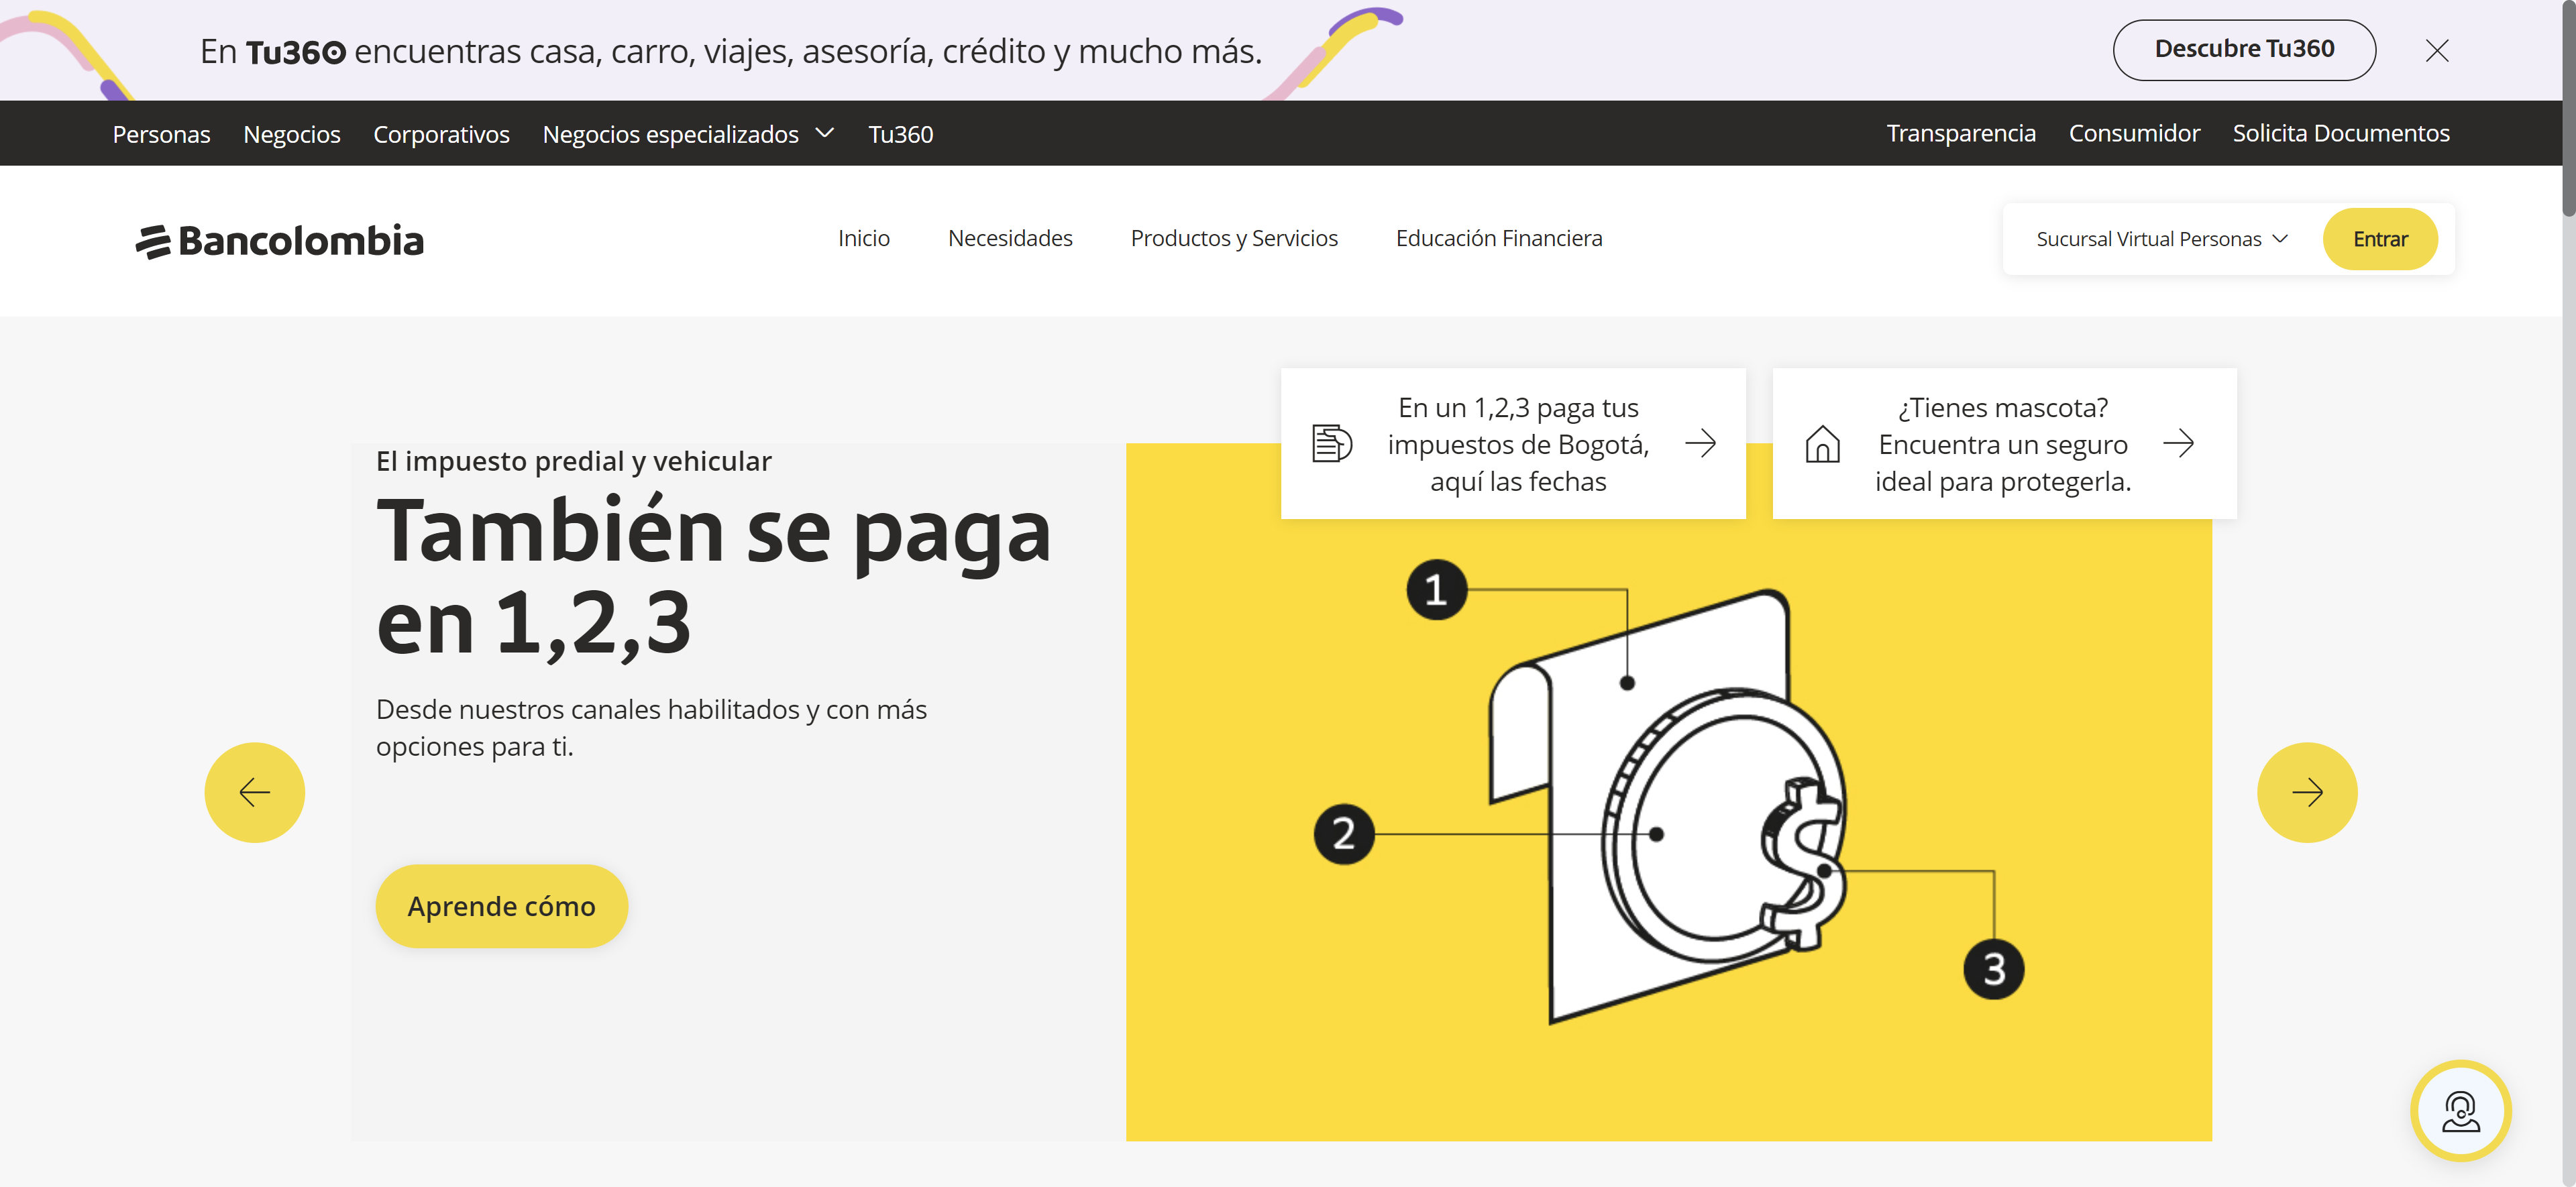 En Tu360 encuentras casa, carro, viajes, asesoría, crédito y mucho más.
Descubre Tu360
Personas
Negocios
Corporativos
Negocios especializados
Tu360
Transparencia
Consumidor
Solicita Documentos
Bancolombia
Inicio
Necesidades
Productos y Servicios
Educación Financiera
Sucursal Virtual Personas
Entrar
En un 1,2,3 paga tus
impuestos de Bogotá,
aquí las fechas
¿Tienes mascota?
Encuentra un seguro
ideal para protegerla.
El impuesto predial y vehicular
También se paga
en 1,2,3
Desde nuestros canales habilitados y con más
opciones para ti.
Aprende cómo
1
2
3